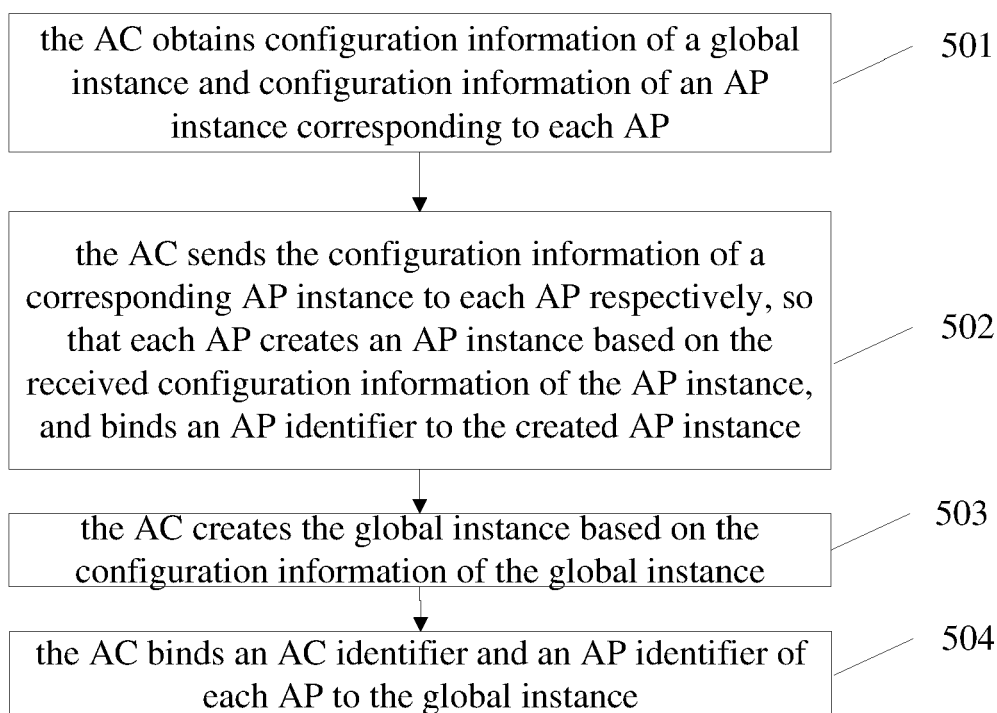 the AC obtains configuration information of a global
instance and configuration information of an AP
instance corresponding to each AP
501
the AC sends the configuration information of a
corresponding AP instance to each AP respectively, so
that each AP creates an AP instance based on the
received configuration information of the AP instance,
and binds an AP identifier to the created AP instance
502
the AC creates the global instance based on the
configuration information of the global instance
503
the AC binds an AC identifier and an AP identifier of
each AP to the global instance
504